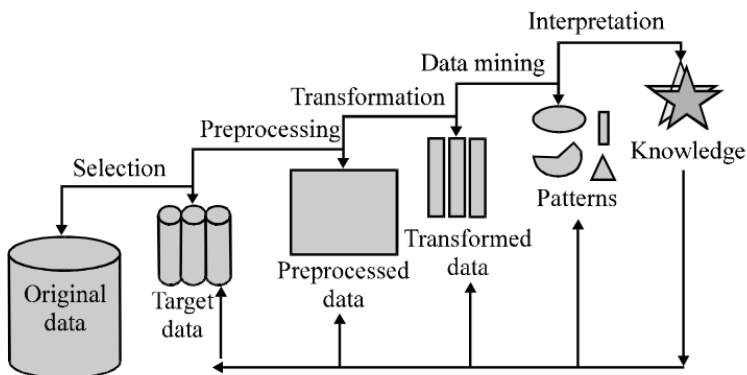 Interpretation
Data mining
Transformation
Preprocessing
Selection
Knowledge
Patterns
Transformed
data
Preprocessed
data
Target
data
Original
data